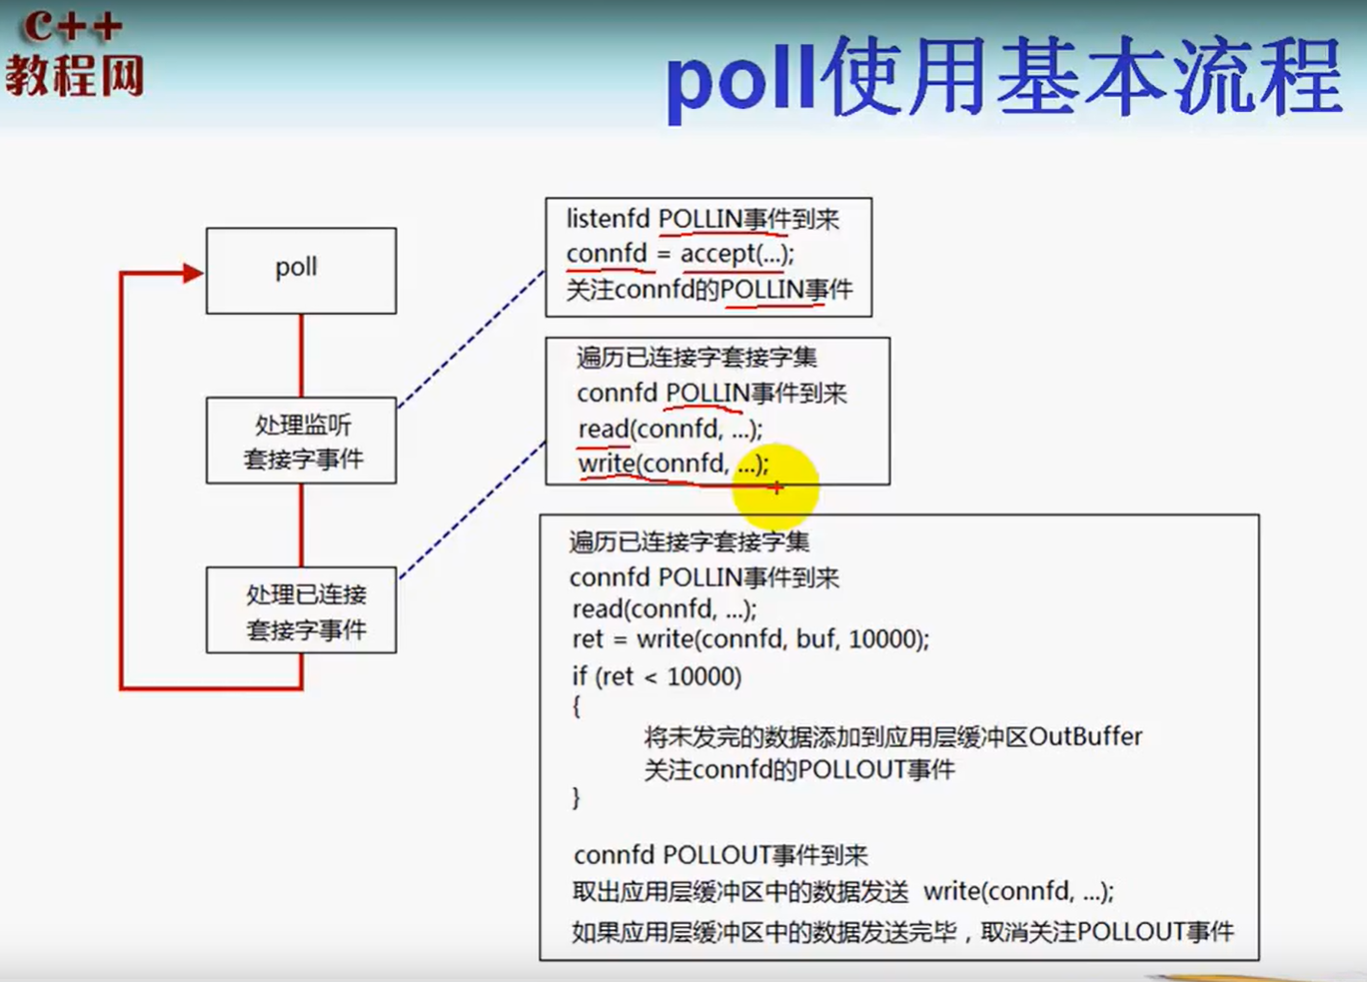 C++
教程网
poll使用基本流程
poll
处理监听
套接字事件
处理已连接
套接字事件
listenfd POLLIN事件到来
connfd = accept(...);
关注connfd的POLLIN事件
遍历已连接字套接字集
connfd POLLIN事件到来
read(connfd, ...);
write(connfd, ...);
遍历已连接字套接字集
connfd POLLIN事件到来
read(connfd, ...);
ret = write(connfd, buf, 10000);
if (ret < 10000)
{
将未发完的数据添加到应用层缓冲区OutBuffer
关注connfd的POLLOUT事件
}
connfd POLLOUT事件到来
取出应用层缓冲区中的数据发送 write(connfd, ...);
如果应用层缓冲区中的数据发送完毕，取消关注POLLOUT事件